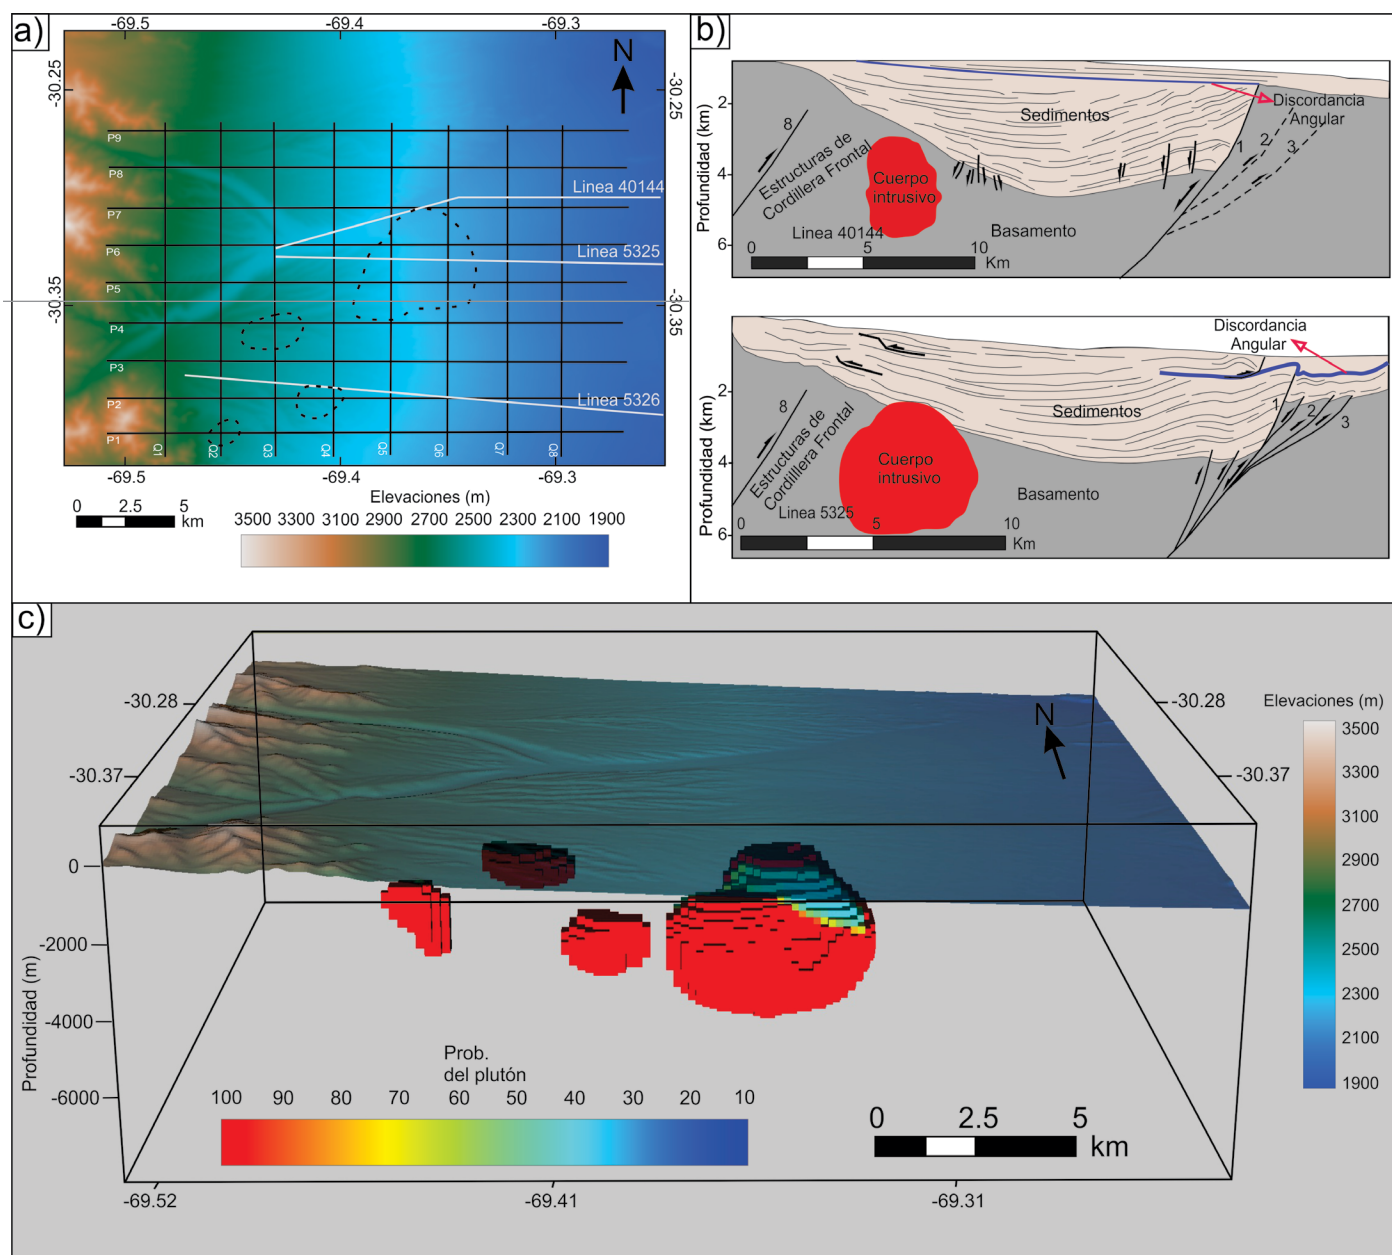 a)
-69.5
-69.4
-69.3
-30.25
-30.25
N
P9
P8
P7
P6
P5
P4
P3
P2
P1
Linea 40144
Linea 5325
Linea 5326
-30.35
-30.35
Q1
Q2
Q3
Q4
Q5
Q6
Q7
Q8
-69.5
-69.4
-69.3
0
2.5
5
km
Elevaciones (m)
3500 3300 3100 2900 2700 2500 2300 2100 1900
b)
Profundidad (km)
2
4
6
8
Estructuras de
Cordillera Frontal
Cuerpo
intrusivo
Sedimentos
Discordancia
Angular
1
2
3
Basamento
Linea 40144
0
5
10
Km
Profundidad (km)
2
4
6
8
Estructuras de
Cordillera Frontal
Cuerpo
intrusivo
Sedimentos
Discordancia
Angular
1
2
3
Basamento
Linea 5325
0
5
10
Km
c)
-30.28
-30.37
-30.28
-30.37
N
Elevaciones (m)
3500
3300
3100
2900
2700
2500
2300
2100
1900
Profundidad (m)
0
-2000
-4000
-6000
Prob.
del plutón
100 90 80 70 60 50 40 30 20 10
0
2.5
5
km
-69.52
-69.41
-69.31